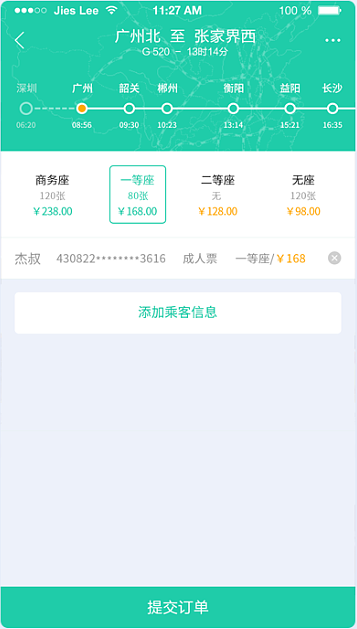 Jies Lee 11:27 AM 100 %
广州北 至 张家界西
G-520 — 13时14分
深圳 广州 韶关 郴州 衡阳 益阳 长沙
06:20 08:56 09:30 10:23 13:14 15:21 16:35
商务座 一等座 二等座 无座
120张 80张 无 120张
￥238.00 ￥168.00 ￥128.00 ￥98.00
杰叔 430822********3616 成人票 一等座/￥168
添加乘客信息
提交订单